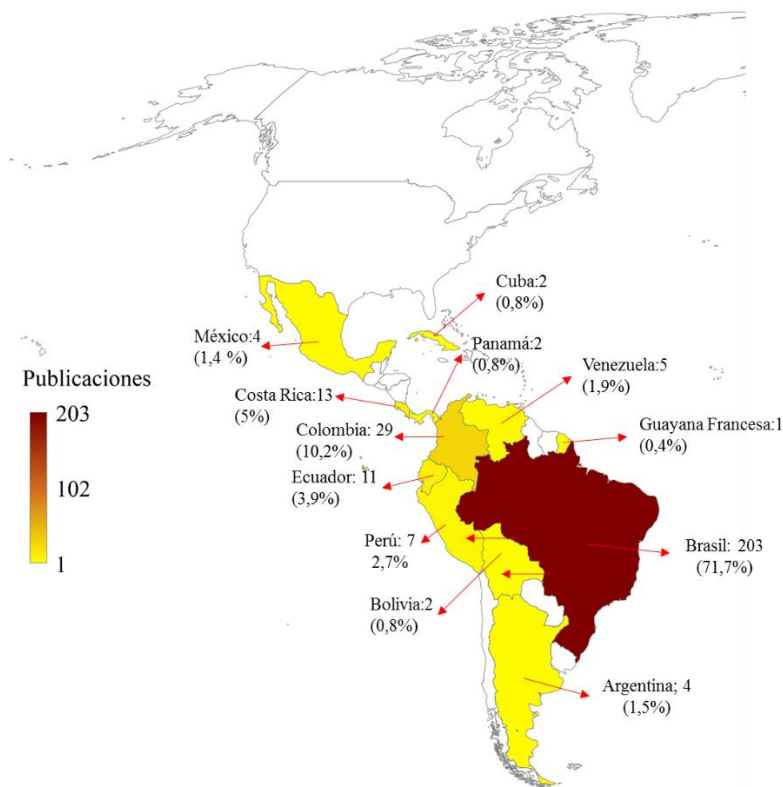 Cuba:2
(0,8%)
México:4
(1,4 %)
Panamá:2
(0,8%)
Venezuela:5
(1,9%)
Publicaciones
203
102
1
Costa Rica:13
(5%)
Guayana Francesa:1
(0,4%)
Colombia: 29
(10,2%)
Ecuador: 11
(3,9%)
Perú: 7
2,7%
Brasil: 203
(71,7%)
Bolivia:2
(0,8%)
Argentina; 4
(1,5%)